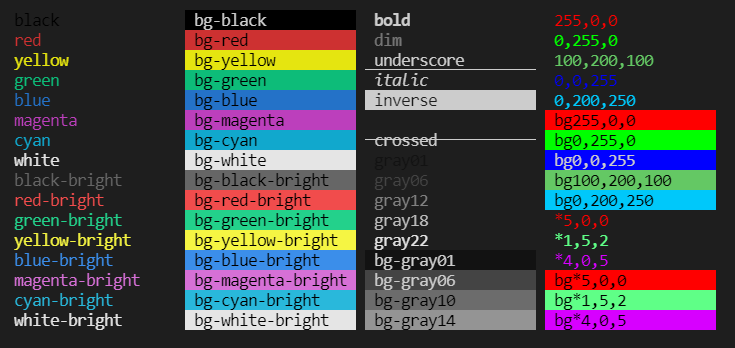 black bg-black bold 255,0,0
red bg-red dim 0,255,0
yellow bg-yellow underscore 100,200,100
green bg-green italic 0,0,255
blue bg-blue inverse 0,200,250
magenta bg-magenta bg255,0,0
cyan bg-cyan crossed bg0,255,0
white bg-white gray01 bg0,0,255
black-bright bg-black-bright gray06 bg100,200,100
red-bright bg-red-bright gray12 bg0,200,250
green-bright bg-green-bright gray18 *5,0,0
yellow-bright bg-yellow-bright gray22 *1,5,2
blue-bright bg-blue-bright bg-gray01 *4,0,5
magenta-bright bg-magenta-bright bg-gray06 bg*5,0,0
cyan-bright bg-cyan-bright bg-gray10 bg*1,5,2
white-bright bg-white-bright bg-gray14 bg*4,0,5